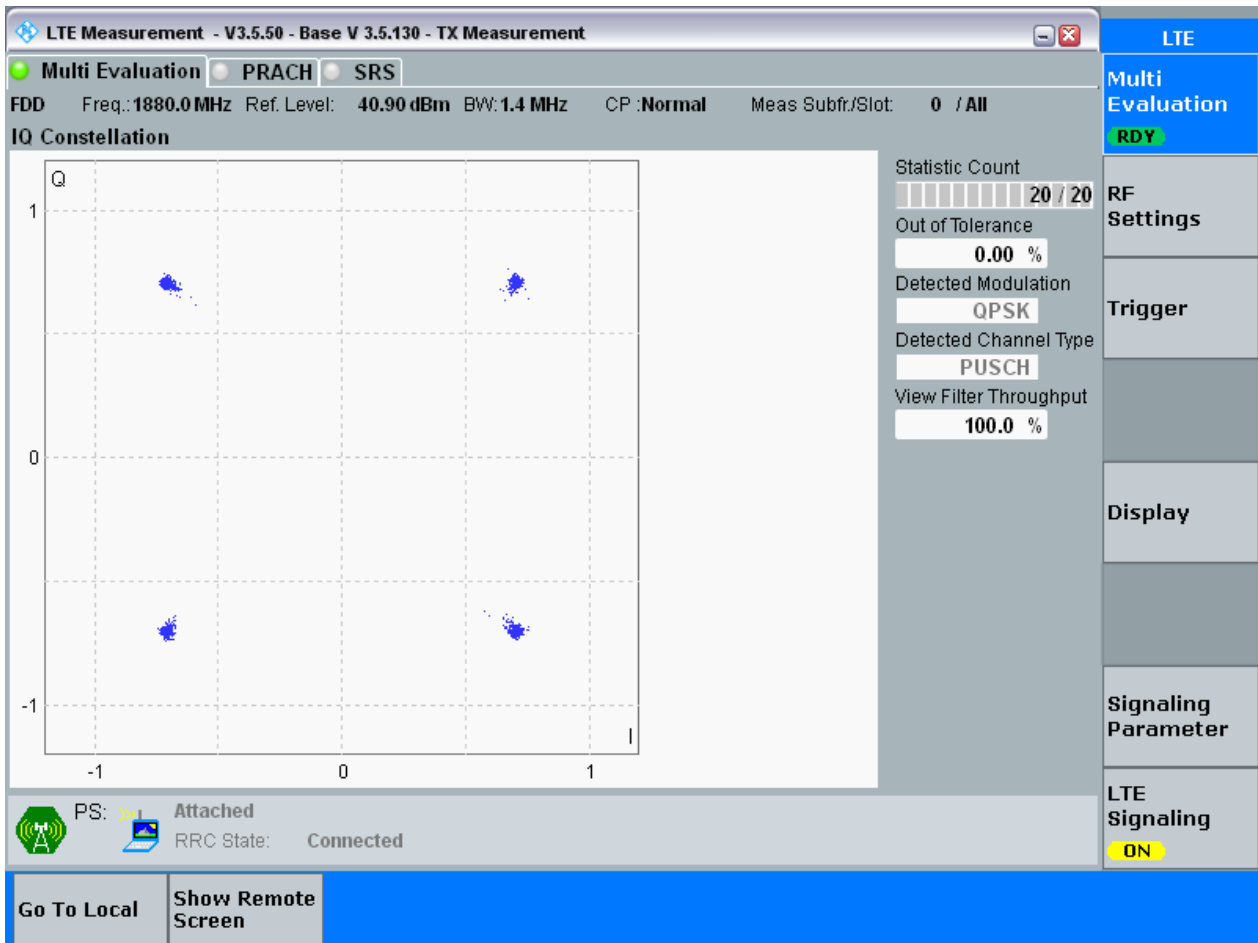 LTE Measurement - V3.5.50 - Base V 3.5.130 - TX Measurement
LTE
Multi Evaluation PRACH SRS
FDD Freq.: 1880.0 MHz Ref. Level: 40.90 dBm BW: 1.4 MHz CP : Normal Meas Subfr./Slot: 0 / All
IQ Constellation
Q
1
0
-1
I
-1 0 1
Statistic Count
20 / 20
Out of Tolerance
0.00 %
Detected Modulation
QPSK
Detected Channel Type
PUSCH
View Filter Throughput
100.0 %
Multi
Evaluation
RDY
RF
Settings
Trigger
Display
Signaling
Parameter
LTE
Signaling
ON
PS: Attached
RRC State: Connected
Go To Local
Show Remote
Screen